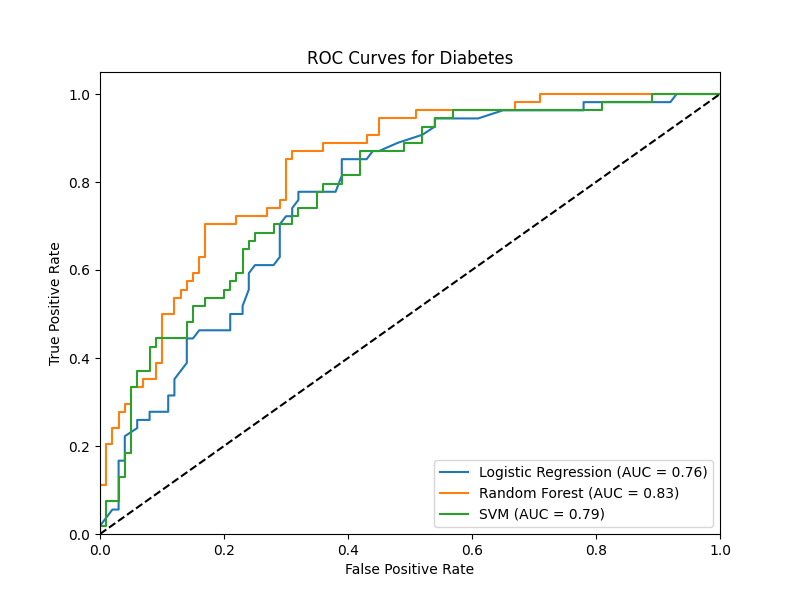 ROC Curves for Diabetes
True Positive Rate
1.0
0.8
0.6
0.4
0.2
0.0
0.0 0.2 0.4 0.6 0.8 1.0
False Positive Rate
Logistic Regression (AUC = 0.76)
Random Forest (AUC = 0.83)
SVM (AUC = 0.79)